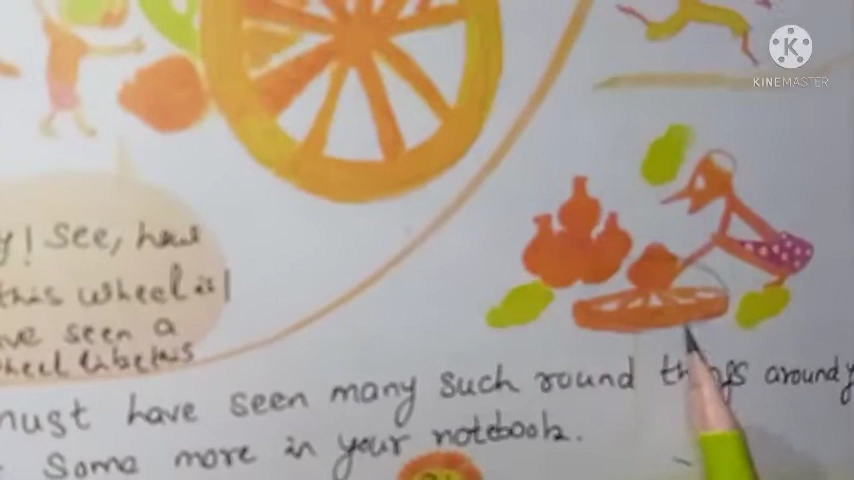 KINEMASTER
y! See, how
this wheel is!
ve seen a
wheel like this
must have seen many such round things around y
Some more in your notebook.